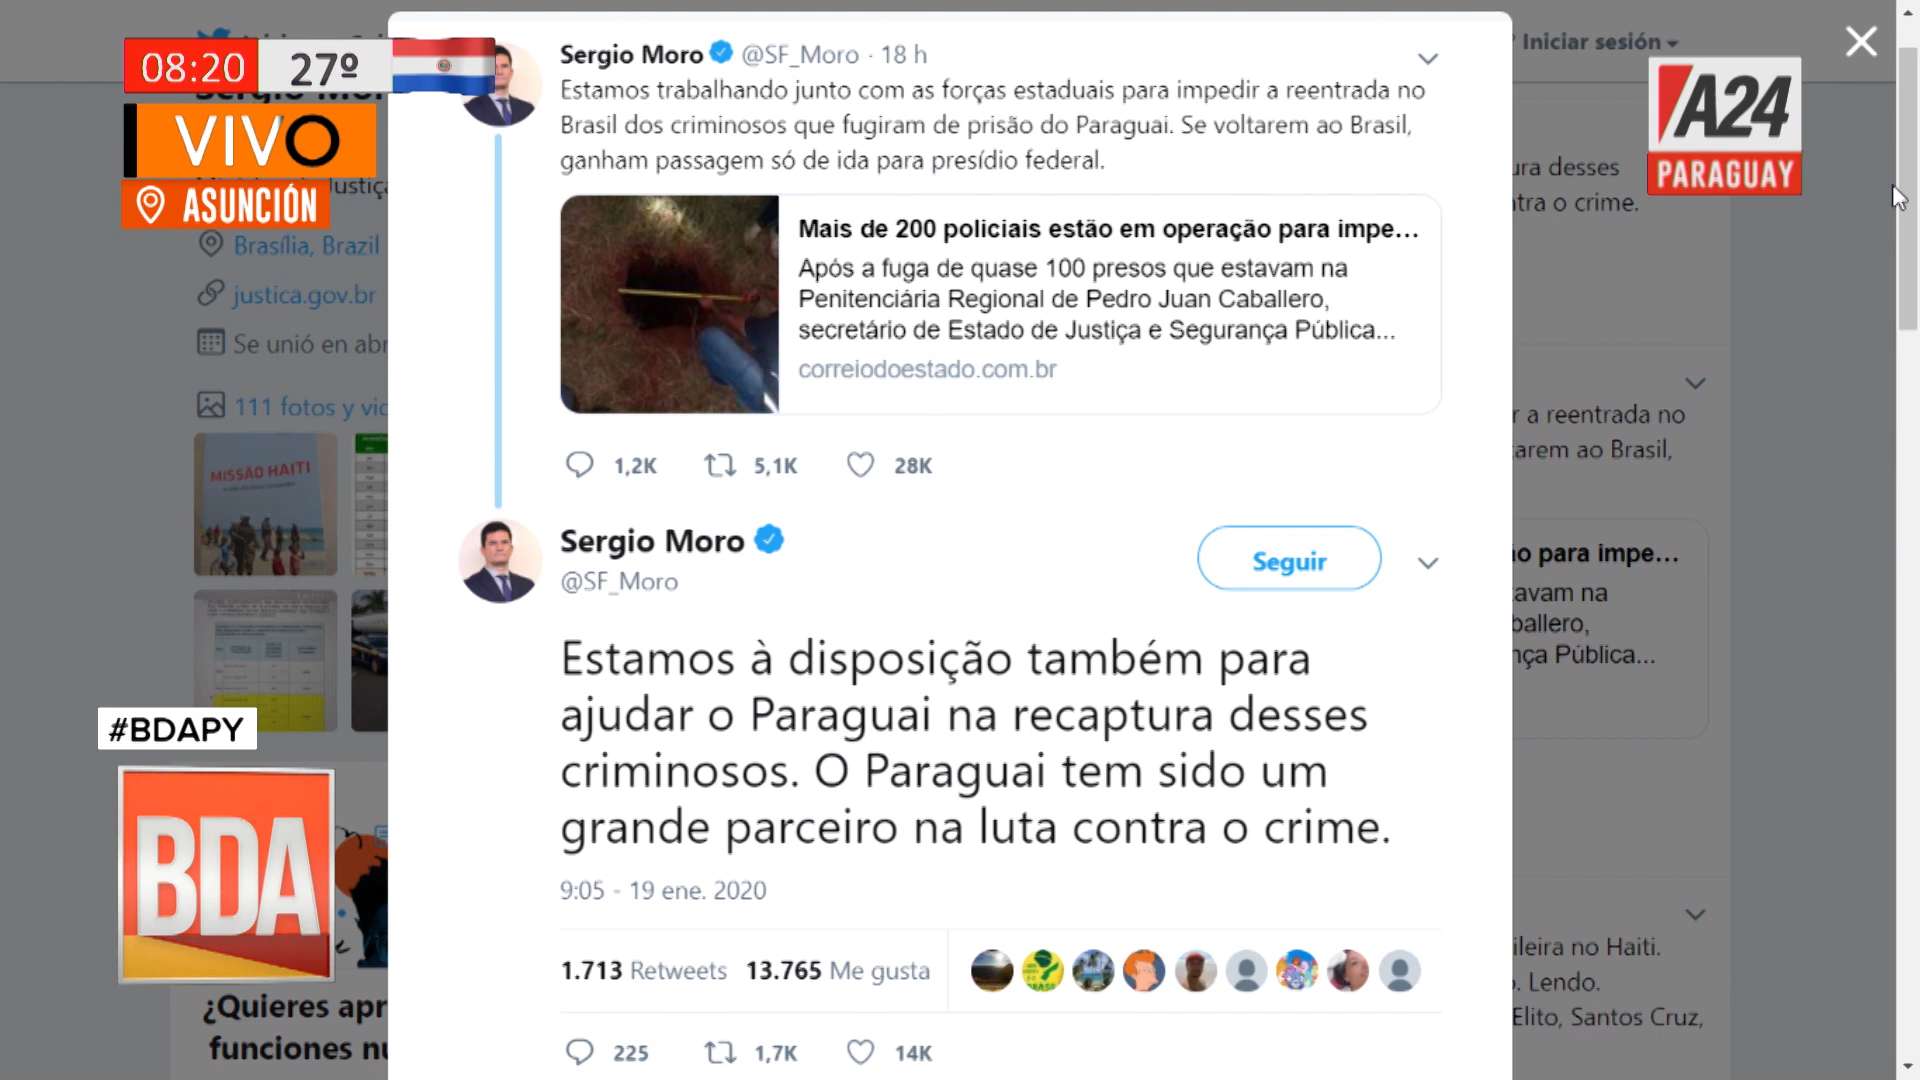 08:20 27º
VIVO
ASUNCIÓN
A24
PARAGUAY
Iniciar sesión
Sergio Moro @SF_Moro · 18 h
Estamos trabalhando junto com as forças estaduais para impedir a reentrada no
Brasil dos criminosos que fugiram de prisão do Paraguai. Se voltarem ao Brasil,
ganham passagem só de ida para presídio federal.
Mais de 200 policiais estão em operação para impe...
Após a fuga de quase 100 presos que estavam na
Penitenciária Regional de Pedro Juan Caballero,
secretário de Estado de Justiça e Segurança Pública...
correiodoestado.com.br
1,2K 5,1K 28K
Sergio Moro
@SF_Moro
Seguir
Estamos à disposição também para
ajudar o Paraguai na recaptura desses
criminosos. O Paraguai tem sido um
grande parceiro na luta contra o crime.
9:05 - 19 ene. 2020
1.713 Retweets 13.765 Me gusta
225 1,7K 14K
Brasília, Brazil
justica.gov.br
Se unió en abr
111 fotos y vid
MISSÃO HAITI
#BDAPY
BDA
¿Quieres apr
funciones nu
desses
ntra o crime.
r a reentrada no
arem ao Brasil,
ão para impe...
avam na
ballero,
nça Pública...
ileira no Haiti.
o. Lendo.
Elito, Santos Cruz,